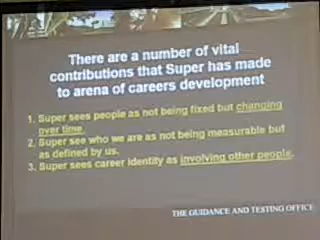 There are a number of vital
contributions that Super has made
to arena of careers development
1. Super sees people as not being fixed but changing
over time.
2. Super see who we are as not being measurable but
as defined by us.
3. Super sees career identity as involving other people.
THE GUIDANCE AND TESTING OFFICE